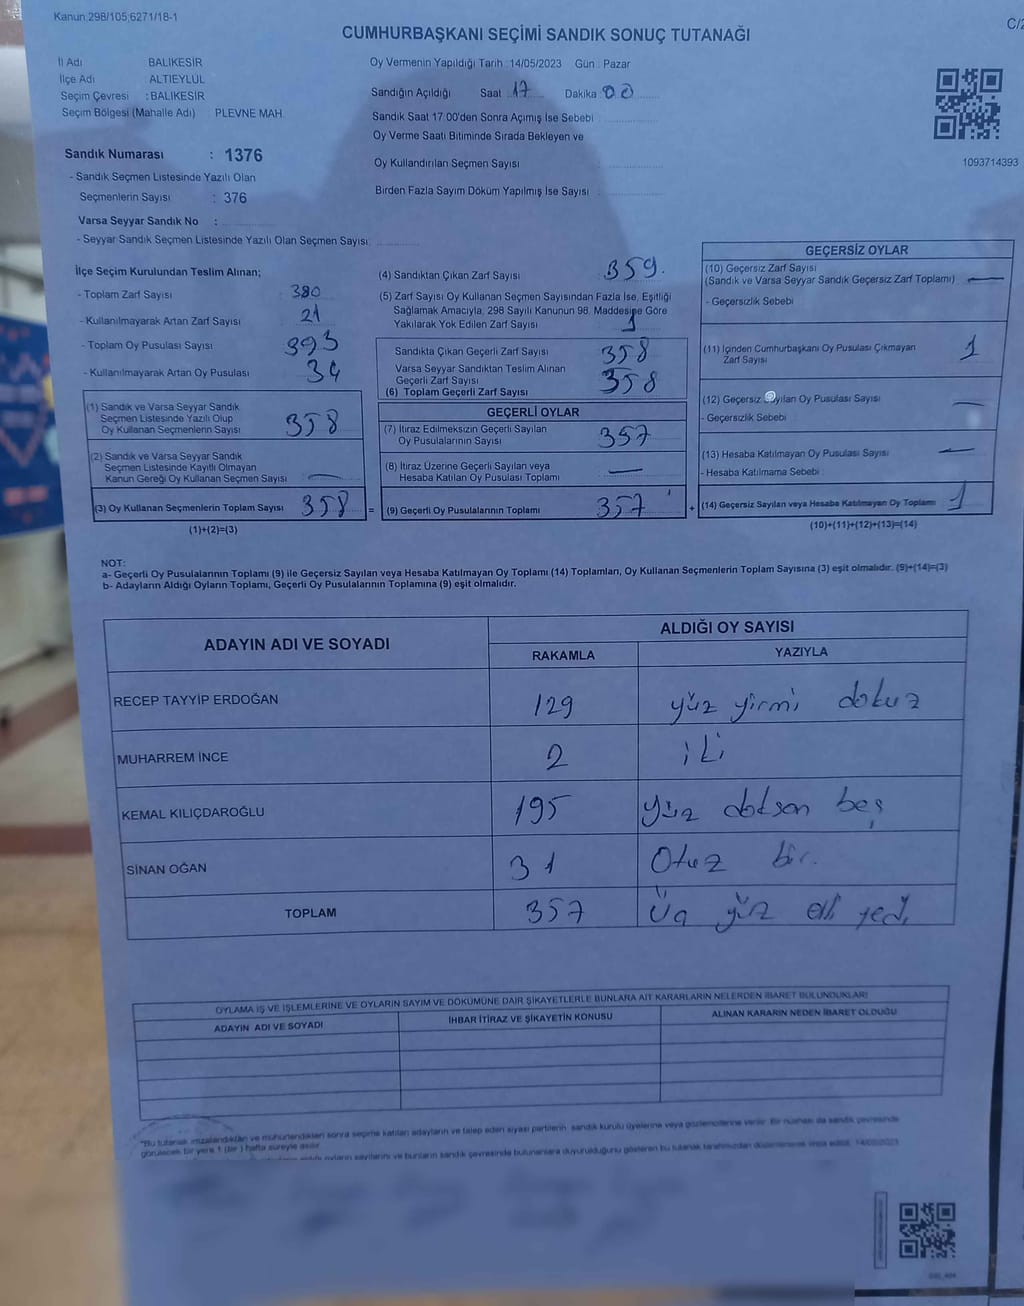 Kanun 298/105,6271/18-1
C/2
CUMHURBAŞKANI SEÇİMİ SANDIK SONUÇ TUTANAĞI
İl Adı BALIKESİR
İlçe Adı ALTIEYLÜL
Seçim Çevresi : BALIKESİR
Seçim Bölgesi (Mahalle Adı) PLEVNE MAH.
Oy Vermenin Yapıldığı Tarih : 14/05/2023 Gün : Pazar
Sandığın Açıldığı Saat 17 Dakika 00
Sandık Saat 17.00'den Sonra Açımış İse Sebebi
Oy Verme Saati Bitiminde Sırada Bekleyen ve
Oy Kullandırılan Seçmen Sayısı
Birden Fazla Sayım Döküm Yapılmış İse Sayısı
1093714393
Sandık Numarası : 1376
- Sandık Seçmen Listesinde Yazılı Olan
Seçmenlerin Sayısı : 376
Varsa Seyyar Sandık No :
- Seyyar Sandık Seçmen Listesinde Yazılı Olan Seçmen Sayısı:
İlçe Seçim Kurulundan Teslim Alınan;
- Toplam Zarf Sayısı 380
- Kullanılmayarak Artan Zarf Sayısı 21
- Toplam Oy Pusulası Sayısı 393
- Kullanılmayarak Artan Oy Pusulası 34
(1) Sandık ve Varsa Seyyar Sandık
Seçmen Listesinde Yazılı Olup
Oy Kullanan Seçmenlerin Sayısı 358
(2) Sandık ve Varsa Seyyar Sandık
Seçmen Listesinde Kayıtlı Olmayan
Kanun Gereği Oy Kullanan Seçmen Sayısı —
(3) Oy Kullanan Seçmenlerin Toplam Sayısı 358 =
(1)+(2)=(3)
(4) Sandıktan Çıkan Zarf Sayısı 359.
(5) Zarf Sayısı Oy Kullanan Seçmen Sayısından Fazla İse, Eşitliği
Sağlamak Amacıyla, 298 Sayılı Kanunun 98. Maddesine Göre
Yakılarak Yok Edilen Zarf Sayısı 1
Sandıkta Çıkan Geçerli Zarf Sayısı 358
Varsa Seyyar Sandıktan Teslim Alınan
Geçerli Zarf Sayısı
(6) Toplam Geçerli Zarf Sayısı 358
GEÇERLİ OYLAR
(7) İtiraz Edilmeksizin Geçerli Sayılan
Oy Pusulalarının Sayısı 357
(8) İtiraz Üzerine Geçerli Sayılan veya
Hesaba Katılan Oy Pusulası Toplamı —
(9) Geçerli Oy Pusulalarının Toplamı 357 +
GEÇERSİZ OYLAR
(10) Geçersiz Zarf Sayısı
(Sandık ve Varsa Seyyar Sandık Geçersiz Zarf Toplamı) —
- Geçersizlik Sebebi
(11) İçinden Cumhurbaşkanı Oy Pusulası Çıkmayan
Zarf Sayısı 1
(12) Geçersiz Sayılan Oy Pusulası Sayısı —
- Geçersizlik Sebebi
(13) Hesaba Katılmayan Oy Pusulası Sayısı —
- Hesaba Katılmama Sebebi
(14) Geçersiz Sayılan veya Hesaba Katılmayan Oy Toplamı 1
(10)+(11)+(12)+(13)=(14)
NOT:
a- Geçerli Oy Pusulalarının Toplamı (9) ile Geçersiz Sayılan veya Hesaba Katılmayan Oy Toplamı (14) Toplamları, Oy Kullanan Seçmenlerin Toplam Sayısına (3) eşit olmalıdır. (9)+(14)=(3)
b- Adayların Aldığı Oyların Toplamı, Geçerli Oy Pusulalarının Toplamına (9) eşit olmalıdır.
ADAYIN ADI VE SOYADI ALDIĞI OY SAYISI
RAKAMLA YAZIYLA
RECEP TAYYİP ERDOĞAN 129 yüz yirmi dokuz
MUHARREM İNCE 2 iki
KEMAL KILIÇDAROĞLU 195 yüz doksan beş
SİNAN OĞAN 31 Otuz bir.
TOPLAM 357 Üç yüz elli yedi
OYLAMA İŞ VE İŞLEMLERİNE VE OYLARIN SAYIM VE DÖKÜMÜNE DAİR ŞİKAYETLERLE BUNLARA AİT KARARLARIN NELERDEN İBARET BULUNDUKLARI
ADAYIN ADI VE SOYADI İHBAR İTİRAZ VE ŞİKAYETİN KONUSU ALINAN KARARIN NEDEN İBARET OLDUĞU
*Bu tutanak imzalandıktan ve mühürlendikten sonra seçime katılan adayların ve talep eden siyasi partilerin sandık kurulu üyelerine veya gözlemcilerine verilir. Bir nüshası da sandık çevresinde
görülecek bir yere 1 (bir) hafta süreyle asılır.
oyların sayılarını ve bunların sandık çevresinde bulunanlara duyurulduğunu gösteren bu tutanak tarafımızdan düzenlenerek imza edildi. 14/05/2023